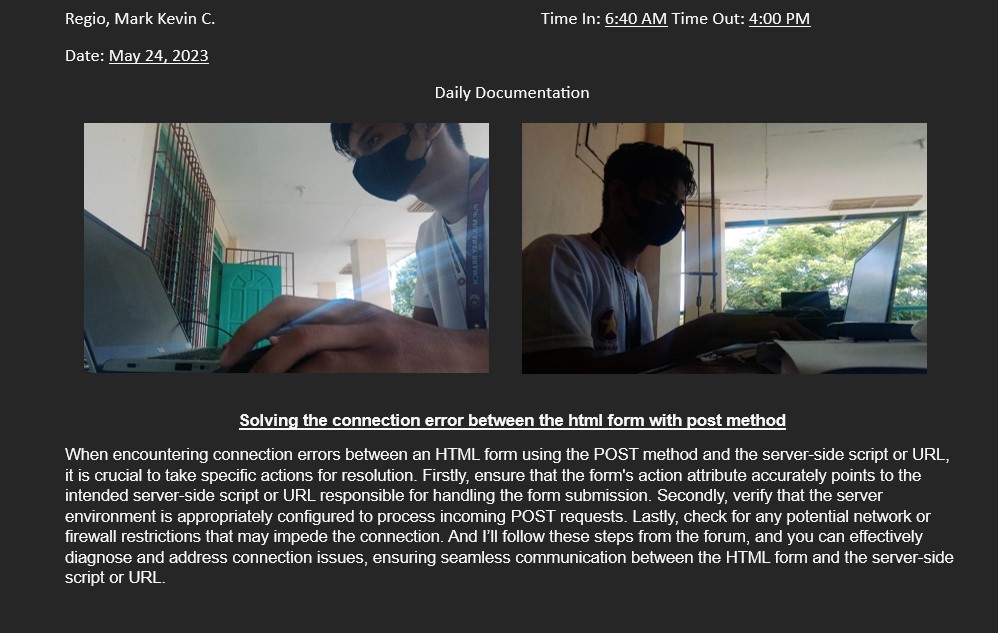 Regio, Mark Kevin C. Time In: 6:40 AM Time Out: 4:00 PM
Date: May 24, 2023
Daily Documentation
Solving the connection error between the html form with post method
When encountering connection errors between an HTML form using the POST method and the server-side script or URL,
it is crucial to take specific actions for resolution. Firstly, ensure that the form's action attribute accurately points to the
intended server-side script or URL responsible for handling the form submission. Secondly, verify that the server
environment is appropriately configured to process incoming POST requests. Lastly, check for any potential network or
firewall restrictions that may impede the connection. And I’ll follow these steps from the forum, and you can effectively
diagnose and address connection issues, ensuring seamless communication between the HTML form and the server-side
script or URL.